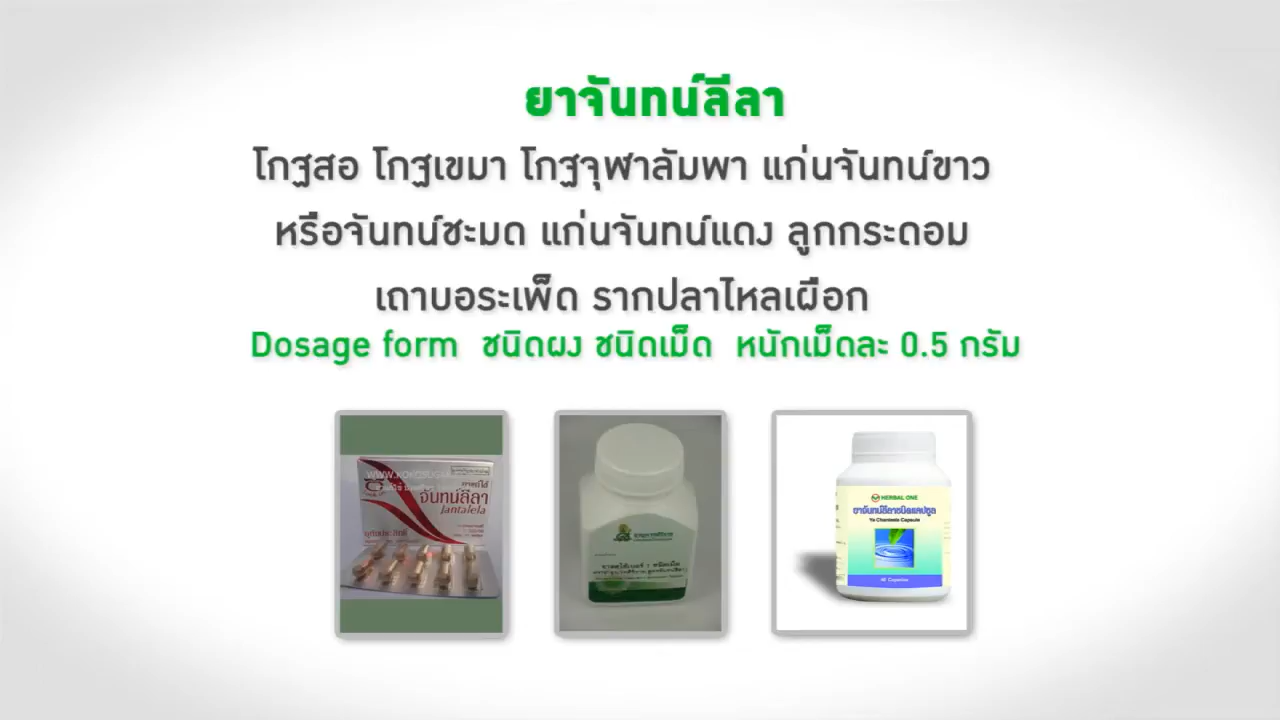 ยาจันทน์ลีลา
โกฐสอ โกฐเขมา โกฐจุฬาลัมพา แก่นจันทน์ขาว
หรือจันทน์ชะมด แก่นจันทน์แดง ลูกกระดอม
เถาบอระเพ็ด รากปลาไหลเผือก
Dosage form ชนิดผง ชนิดเม็ด หนักเม็ดละ 0.5 กรัม
ยาแก้ไข้
จันทน์ลีลา
Jantalela
HERBAL ONE
ยาจันทน์ลีลาชนิดแคปซูล